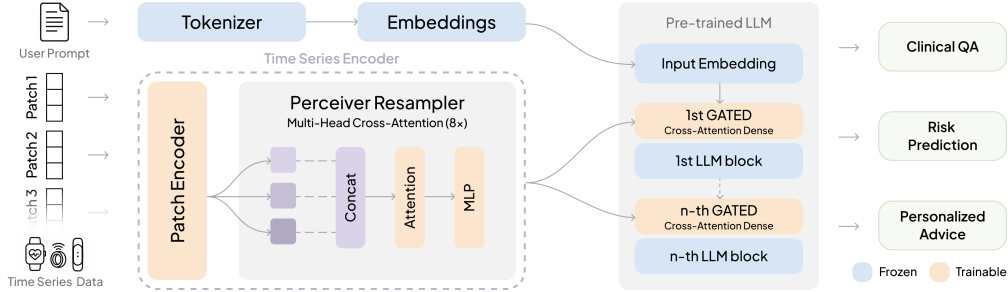 User Prompt
Tokenizer
Embeddings
Time Series Encoder
Patch 1
Patch 2
tch 3
Time Series Data
Patch Encoder
Perceiver Resampler
Multi-Head Cross-Attention (8×)
Concat
Attention
MLP
Pre-trained LLM
Input Embedding
1st GATED
Cross-Attention Dense
1st LLM block
n-th GATED
Cross-Attention Dense
n-th LLM block
Clinical QA
Risk
Prediction
Personalized
Advice
Frozen
Trainable